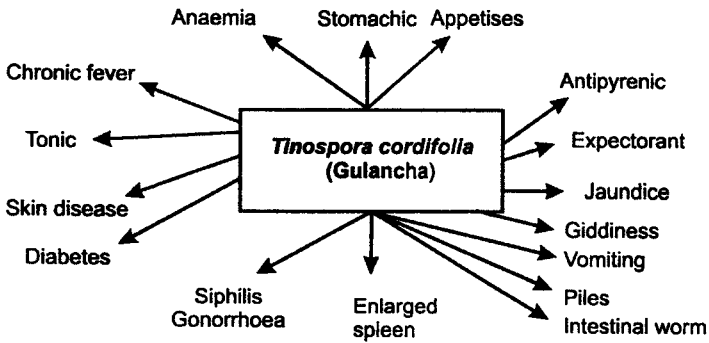 Anaemia
Stomachic
Appetises
Chronic fever
Antipyrenic
Tonic
Tinospora cordifolia
(Gulancha)
Expectorant
Skin disease
Jaundice
Diabetes
Giddiness
Vomiting
Siphilis
Gonorrhoea
Enlarged
spleen
Piles
Intestinal worm